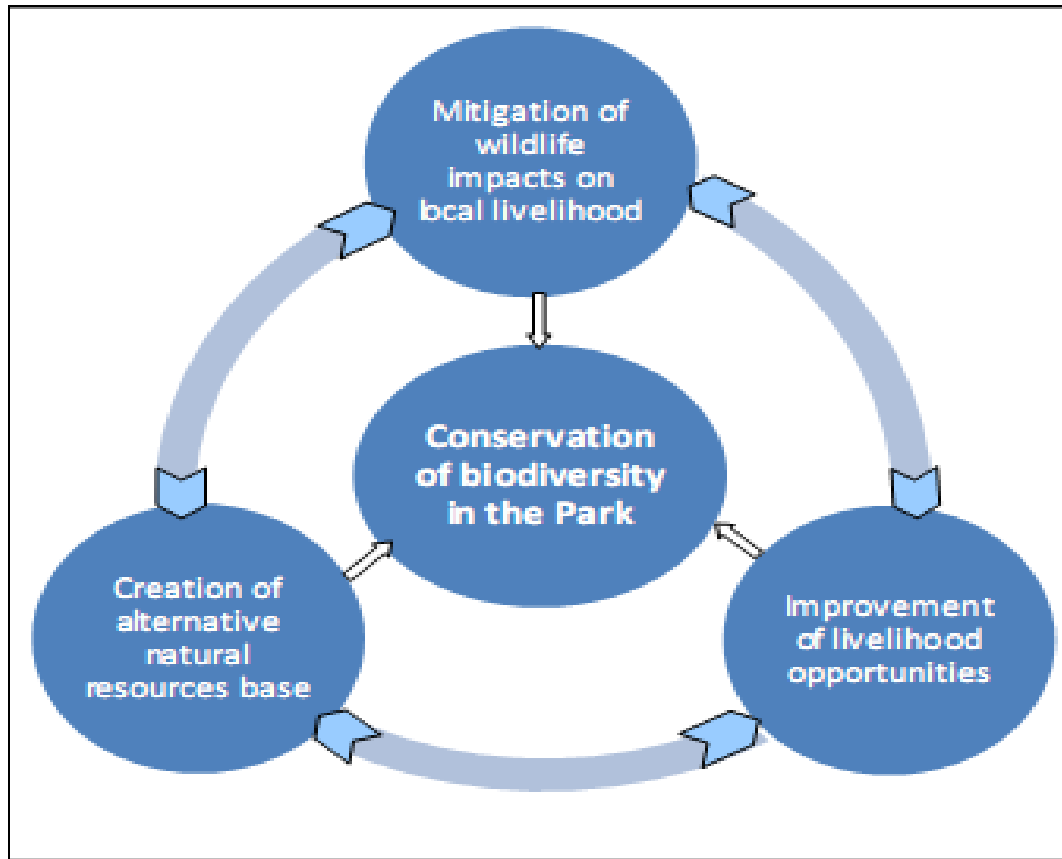 Mitigation of
wildlife
impacts on
local livelihood
Conservation
of biodiversity
in the Park
Creation of
alternative
natural
resources base
Improvement
of livelihood
opportunities